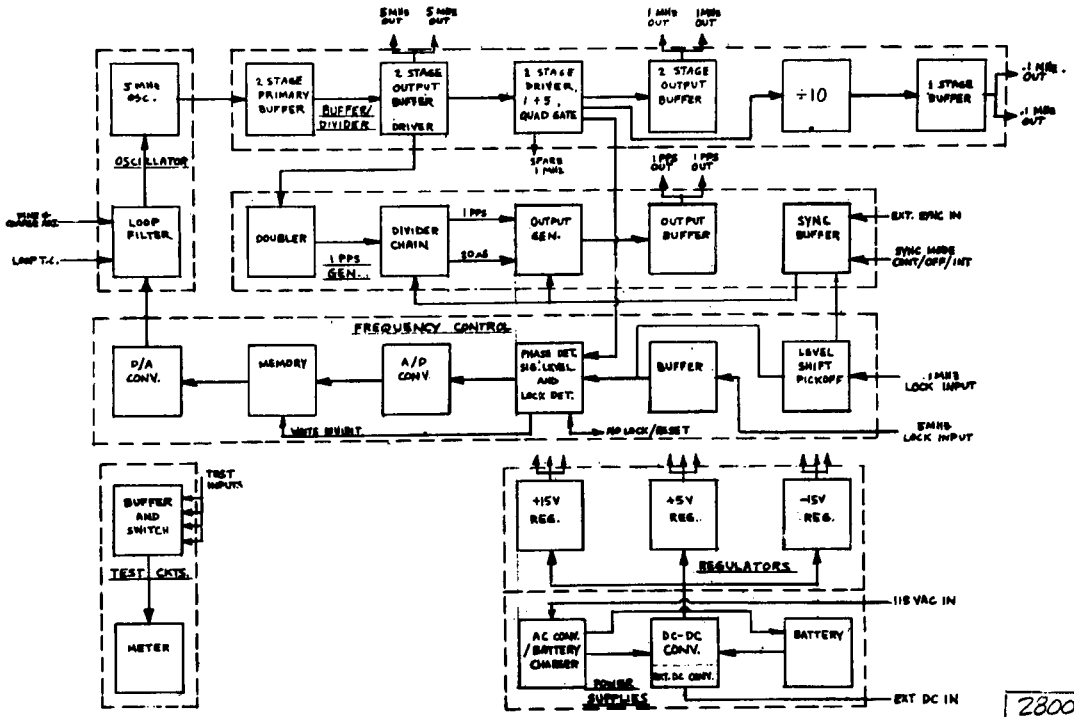 5 MHz
OUT
5 MHz
OUT
1 MHz
OUT
1 MHz
OUT
5 MHz
OSC.
OSCILLATOR
2 STAGE
PRIMARY
BUFFER
BUFFER/
DIVIDER
2 STAGE
OUTPUT
BUFFER
DRIVER
2 STAGE
DRIVER,
1 ÷ 5,
QUAD GATE
SPARE
1 MHz
2 STAGE
OUTPUT
BUFFER
÷10
1 STAGE
BUFFER
.1 MHz
OUT
.1 MHz
OUT
LOOP T.C.
LOOP
FILTER
DOUBLER
1 PPS
GEN.
DIVIDER
CHAIN
1 PPS
OUTPUT
GEN.
1 PPS
OUT
1 PPS
OUT
OUTPUT
BUFFER
SYNC
BUFFER
EXT. SYNC IN
SYNC MODE
CONT/OFF/INT
FREQUENCY CONTROL
D/A
CONV.
MEMORY
A/D
CONV.
PHASE DET.
SIG. LEVEL
AND
LOCK DET.
BUFFER
LEVEL
SHIFT
PICKOFF
.1 MHz
LOCK INPUT
5 MHz
LOCK INPUT
WRITE INHIBIT
NO LOCK/RESET
TEST
INPUTS
BUFFER
AND
SWITCH
TEST CKTS.
METER
+15V
REG.
+5V
REG.
-15V
REG.
REGULATORS
115 VAC IN
AC CONV.
/BATTERY
CHARGER
DC-DC
CONV.
EXT. DC CONV.
BATTERY
POWER
SUPPLIES
EXT DC IN
2800